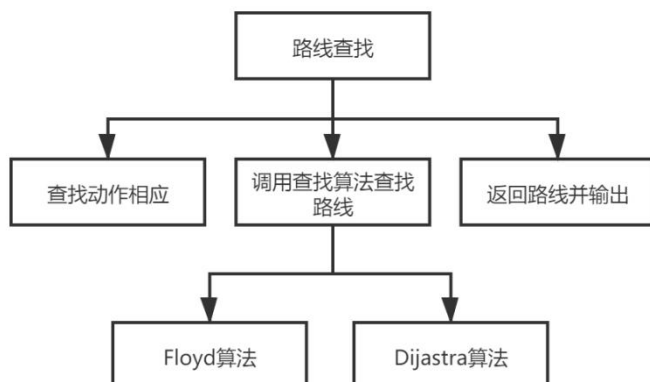 路线查找
查找动作相应
调用查找算法查找
路线
返回路线并输出
Floyd算法
Dijastra算法